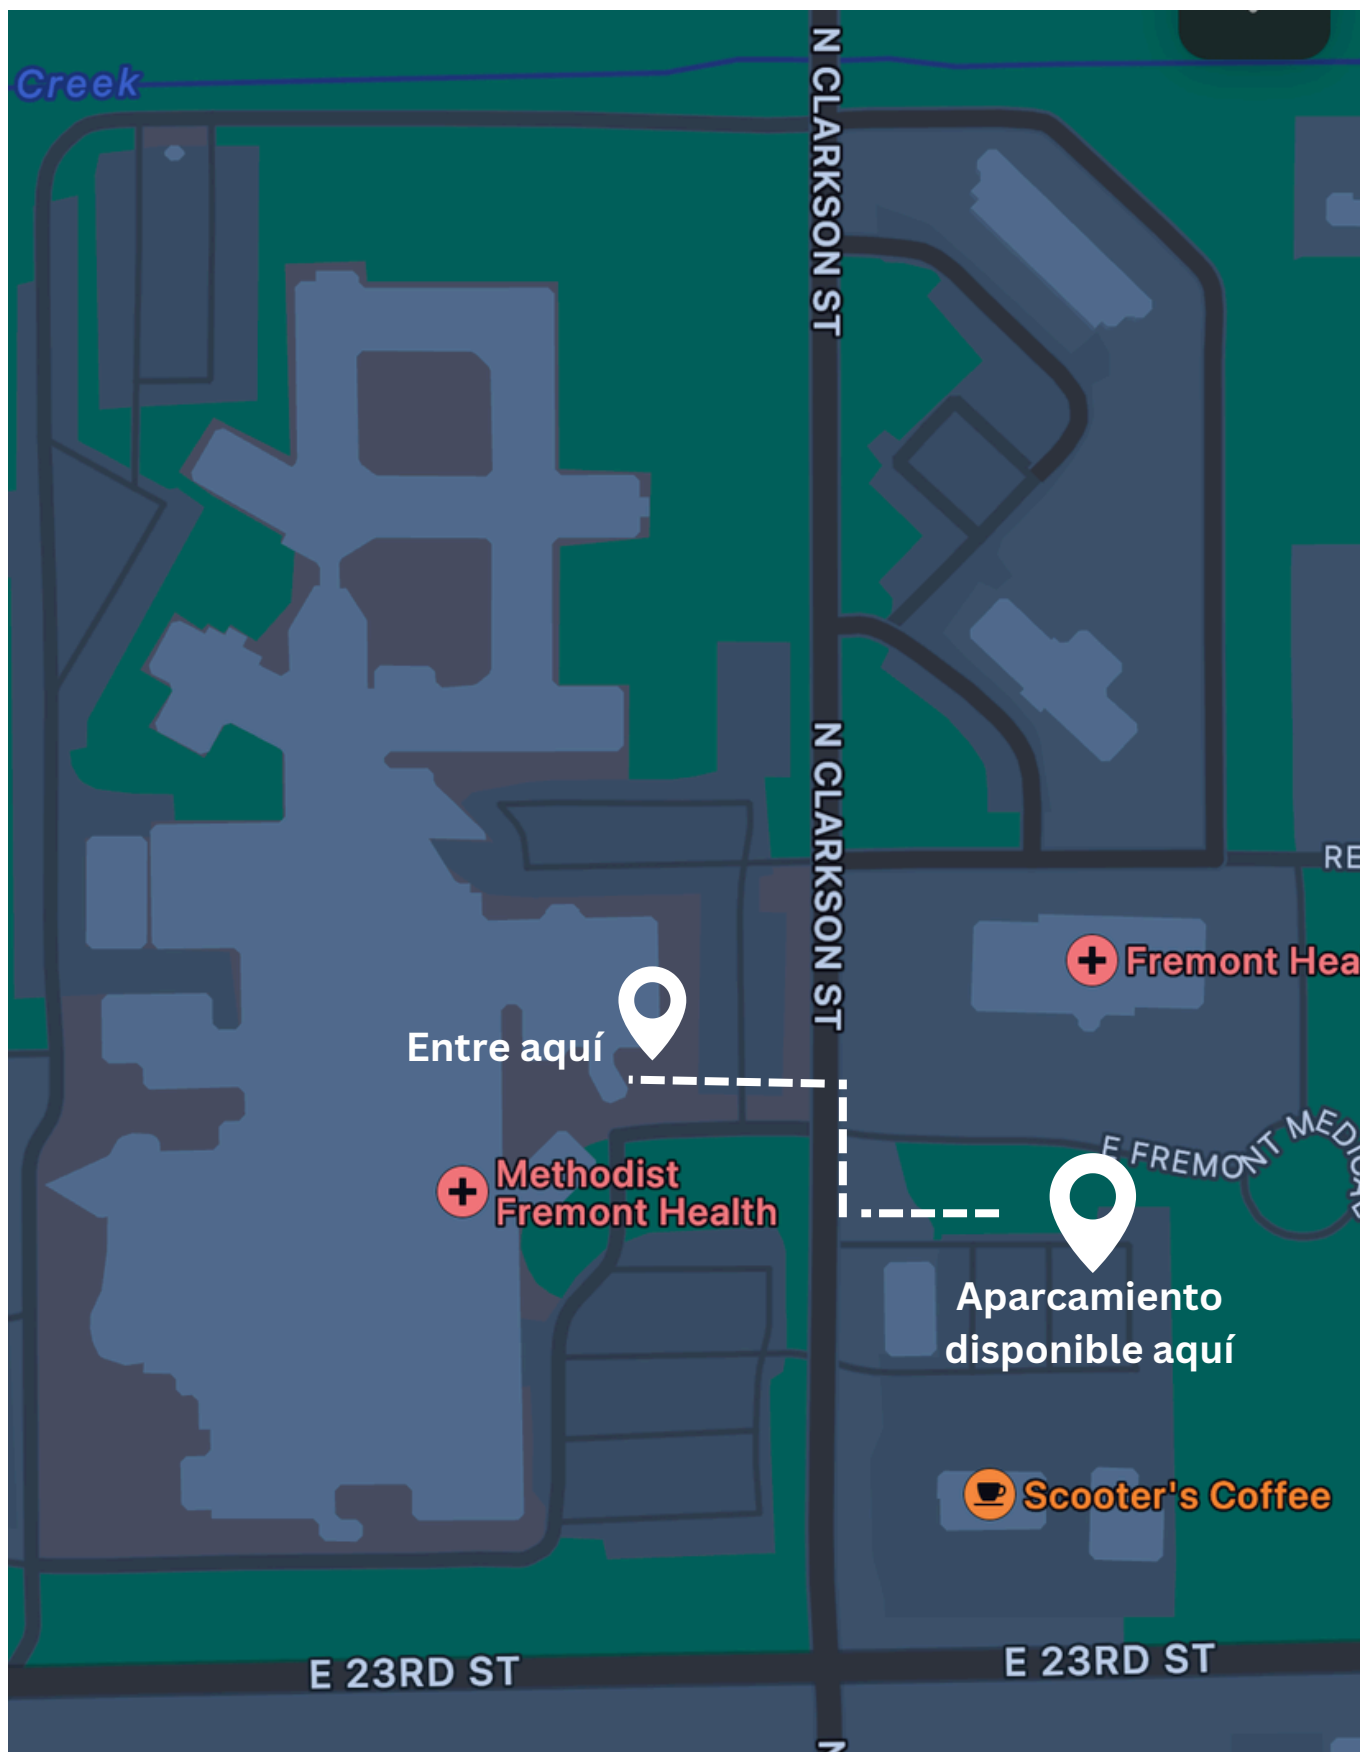 Creek
N CLARKSON ST
N CLARKSON ST
RE
Fremont Hea
Entre aquí
E FREMONT MEDICAL
Methodist
Fremont Health
Aparcamiento
disponible aquí
Scooter's Coffee
E 23RD ST
E 23RD ST
N